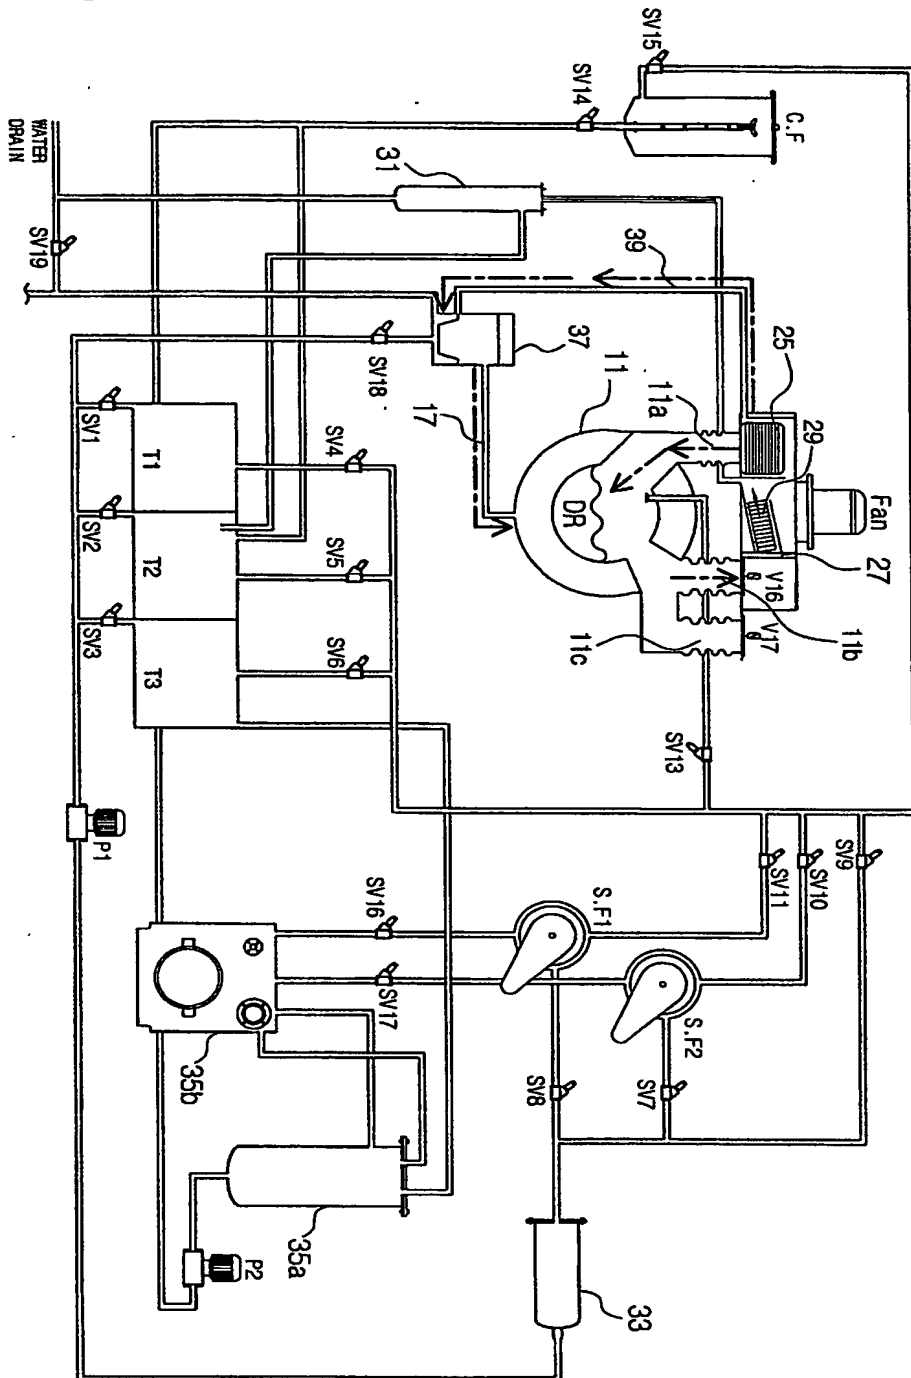 SV15
SV14
C.F
WATER
DRAIN
31
SV19
39
37
SV18
25
11
11a
29
17
Fan
SV1
T1
SV4
DR
27
SV2
T2
SV5
V16
11b
SV3
T3
SV6
11c
V17
SV13
P1
SV11
SV10
SV9
SV16
S.F1
SV17
S.F2
35b
SV8
SV7
35a
P2
33